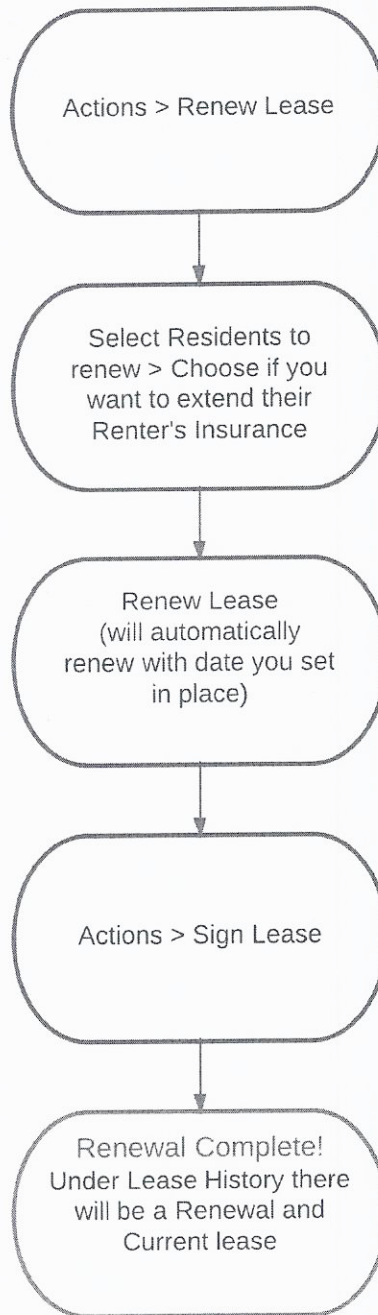 Actions > Renew Lease
Select Residents to
renew > Choose if you
want to extend their
Renter's Insurance
Renew Lease
(will automatically
renew with date you set
in place)
Actions > Sign Lease
Renewal Complete!
Under Lease History there
will be a Renewal and
Current lease